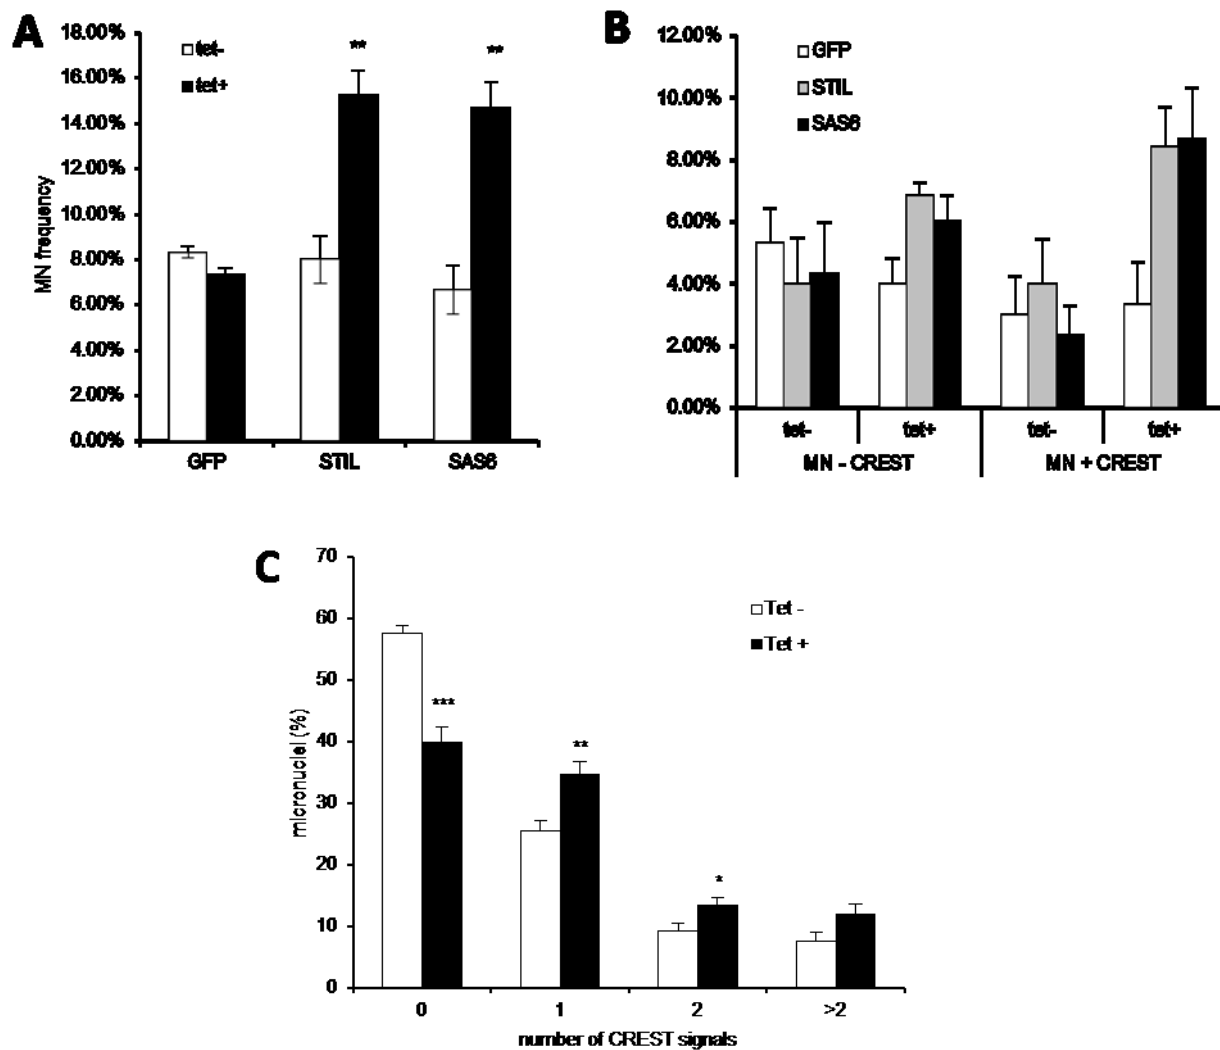 A
18.00%
16.00%
14.00%
12.00%
10.00%
8.00%
6.00%
4.00%
2.00%
0.00%
MN frequency
tet-
tet+
**
**
GFP STIL SAS6
B
12.00%
10.00%
8.00%
6.00%
4.00%
2.00%
0.00%
GFP
STIL
SAS6
tet- tet+ tet- tet+
MN - CREST MN + CREST
C
70
60
50
40
30
20
10
0
micronuclei (%)
Tet -
Tet +
***
**
*
0 1 2 >2
number of CREST signals